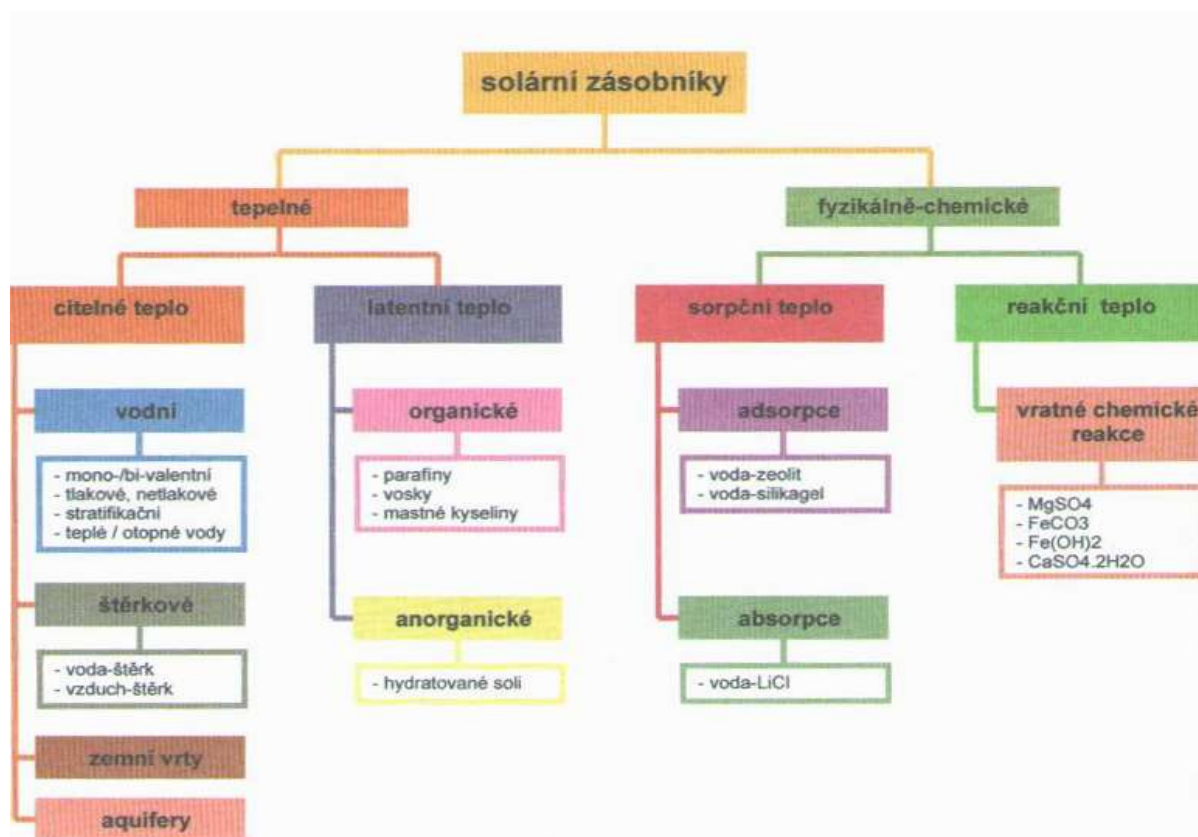 solární zásobníky
tepelné
fyzikálně-chemické
citelné teplo
latentní teplo
sorpční teplo
reakční teplo
vodní
- mono-/bi-valentní
- tlakové, netlakové
- stratifikační
- teplé / otopné vody
štěrkové
- voda-štěrk
- vzduch-štěrk
zemní vrty
aquifery
organické
- parafiny
- vosky
- mastné kyseliny
anorganické
- hydratované soli
adsorpce
- voda-zeolit
- voda-silikagel
absorpce
- voda-LiCl
vratné chemické
reakce
- MgSO4
- FeCO3
- Fe(OH)2
- CaSO4.2H2O